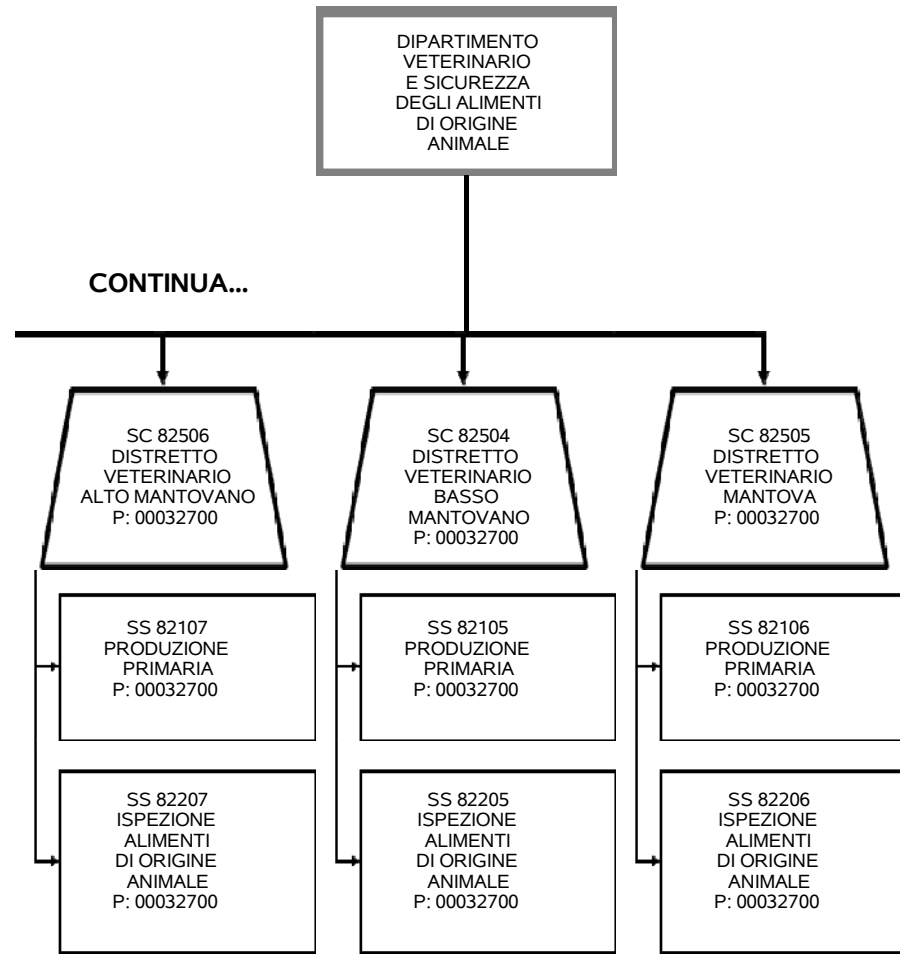 DIPARTIMENTO
VETERINARIO
E SICUREZZA
DEGLI ALIMENTI
DI ORIGINE
ANIMALE
CONTINUA...
SC 82506
DISTRETTO
VETERINARIO
ALTO MANTOVANO
P: 00032700
SC 82504
DISTRETTO
VETERINARIO
BASSO
MANTOVANO
P: 00032700
SC 82505
DISTRETTO
VETERINARIO
MANTOVA
P: 00032700
SS 82107
PRODUZIONE
PRIMARIA
P: 00032700
SS 82105
PRODUZIONE
PRIMARIA
P: 00032700
SS 82106
PRODUZIONE
PRIMARIA
P: 00032700
SS 82207
ISPEZIONE
ALIMENTI
DI ORIGINE
ANIMALE
P: 00032700
SS 82205
ISPEZIONE
ALIMENTI
DI ORIGINE
ANIMALE
P: 00032700
SS 82206
ISPEZIONE
ALIMENTI
DI ORIGINE
ANIMALE
P: 00032700